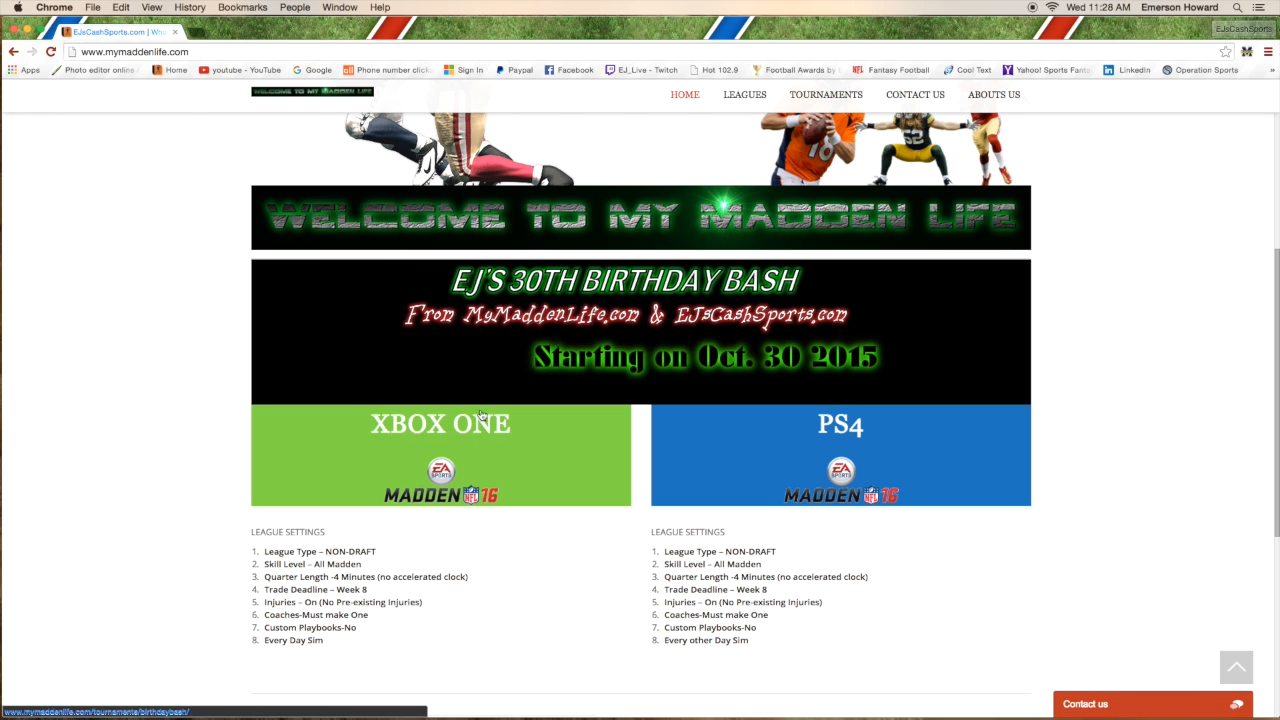 Chrome File Edit View History Bookmarks People Window Help
Wed 11:28 AM Emerson Howard
EJsCashSports.com | Wh
EJsCashSports
www.mymaddenlife.com
Apps Photo editor online Home youtube - YouTube Google Phone number click Sign In Paypal Facebook EJ_Live - Twitch Hot 102.9 Football Awards by Fantasy Football Cool Text Yahoo! Sports Fanta LinkedIn Operation Sports »
WELCOME TO MY MADDEN LIFE
HOME LEAGUES TOURNAMENTS CONTACT US ABOUTS US
18
52
WELCOME TO MY MADDEN LIFE
EJ'S 30TH BIRTHDAY BASH
From MyMaddenLife.com & EJsCashSports.com
Starting on Oct. 30 2015
XBOX ONE
EA SPORTS
MADDEN NFL 16
PS4
EA SPORTS
MADDEN NFL 16
LEAGUE SETTINGS
1. League Type – NON-DRAFT
2. Skill Level – All Madden
3. Quarter Length -4 Minutes (no accelerated clock)
4. Trade Deadline – Week 8
5. Injuries – On (No Pre-existing Injuries)
6. Coaches-Must make One
7. Custom Playbooks-No
8. Every Day Sim
LEAGUE SETTINGS
1. League Type – NON-DRAFT
2. Skill Level – All Madden
3. Quarter Length -4 Minutes (no accelerated clock)
4. Trade Deadline – Week 8
5. Injuries – On (No Pre-existing Injuries)
6. Coaches-Must make One
7. Custom Playbooks-No
8. Every other Day Sim
Contact us
www.mymaddenlife.com/tournaments/birthdaybash/